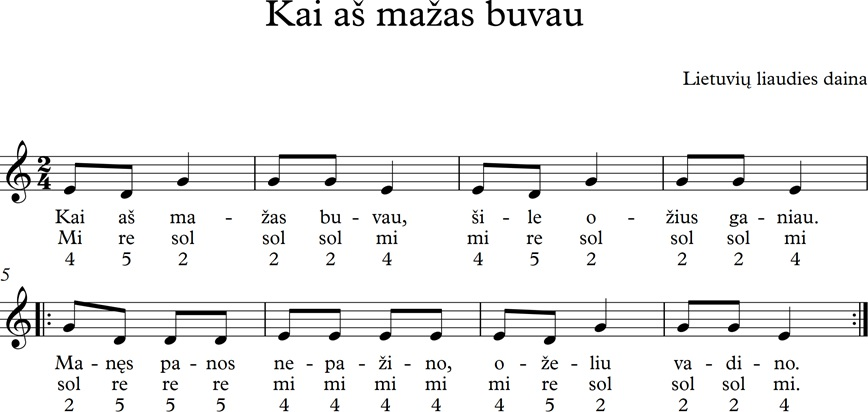 Kai aš mažas buvau
Lietuvių liaudies daina
2
4
Kai aš ma - žas bu - vau, ši - le o - žius ga - niau.
Mi re sol sol sol mi mi re sol sol sol mi
4 5 2 2 2 4 4 5 2 2 2 4
5
Ma - nęs pa - nos ne - pa - ži - no, o - že - liu va - di - no.
sol re re re mi mi mi mi mi re sol sol sol mi.
2 5 5 5 4 4 4 4 4 5 2 2 2 4